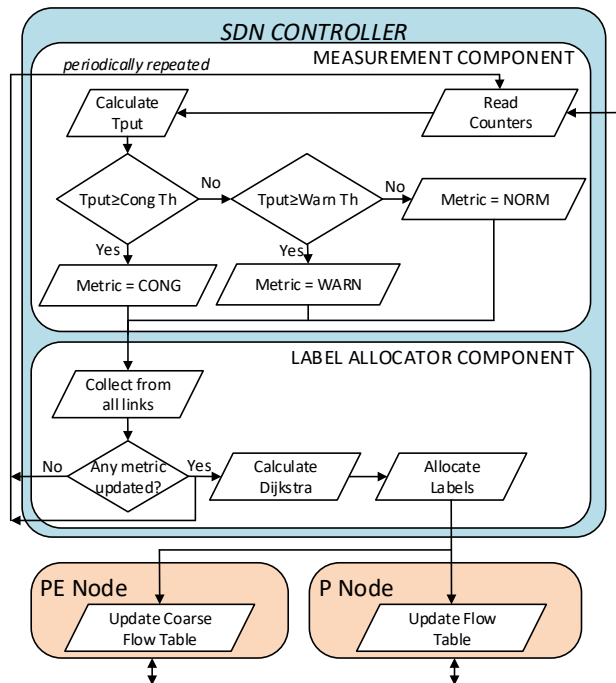 SDN CONTROLLER
MEASUREMENT COMPONENT
periodically repeated
Calculate
Tput
Read
Counters
Tput≥Cong Th
No
Tput≥Warn Th
No
Metric = NORM
Yes
Yes
Metric = CONG
Metric = WARN
LABEL ALLOCATOR COMPONENT
Collect from
all links
No
Any metric
updated?
Yes
Calculate
Dijkstra
Allocate
Labels
PE Node
Update Coarse
Flow Table
P Node
Update Flow
Table